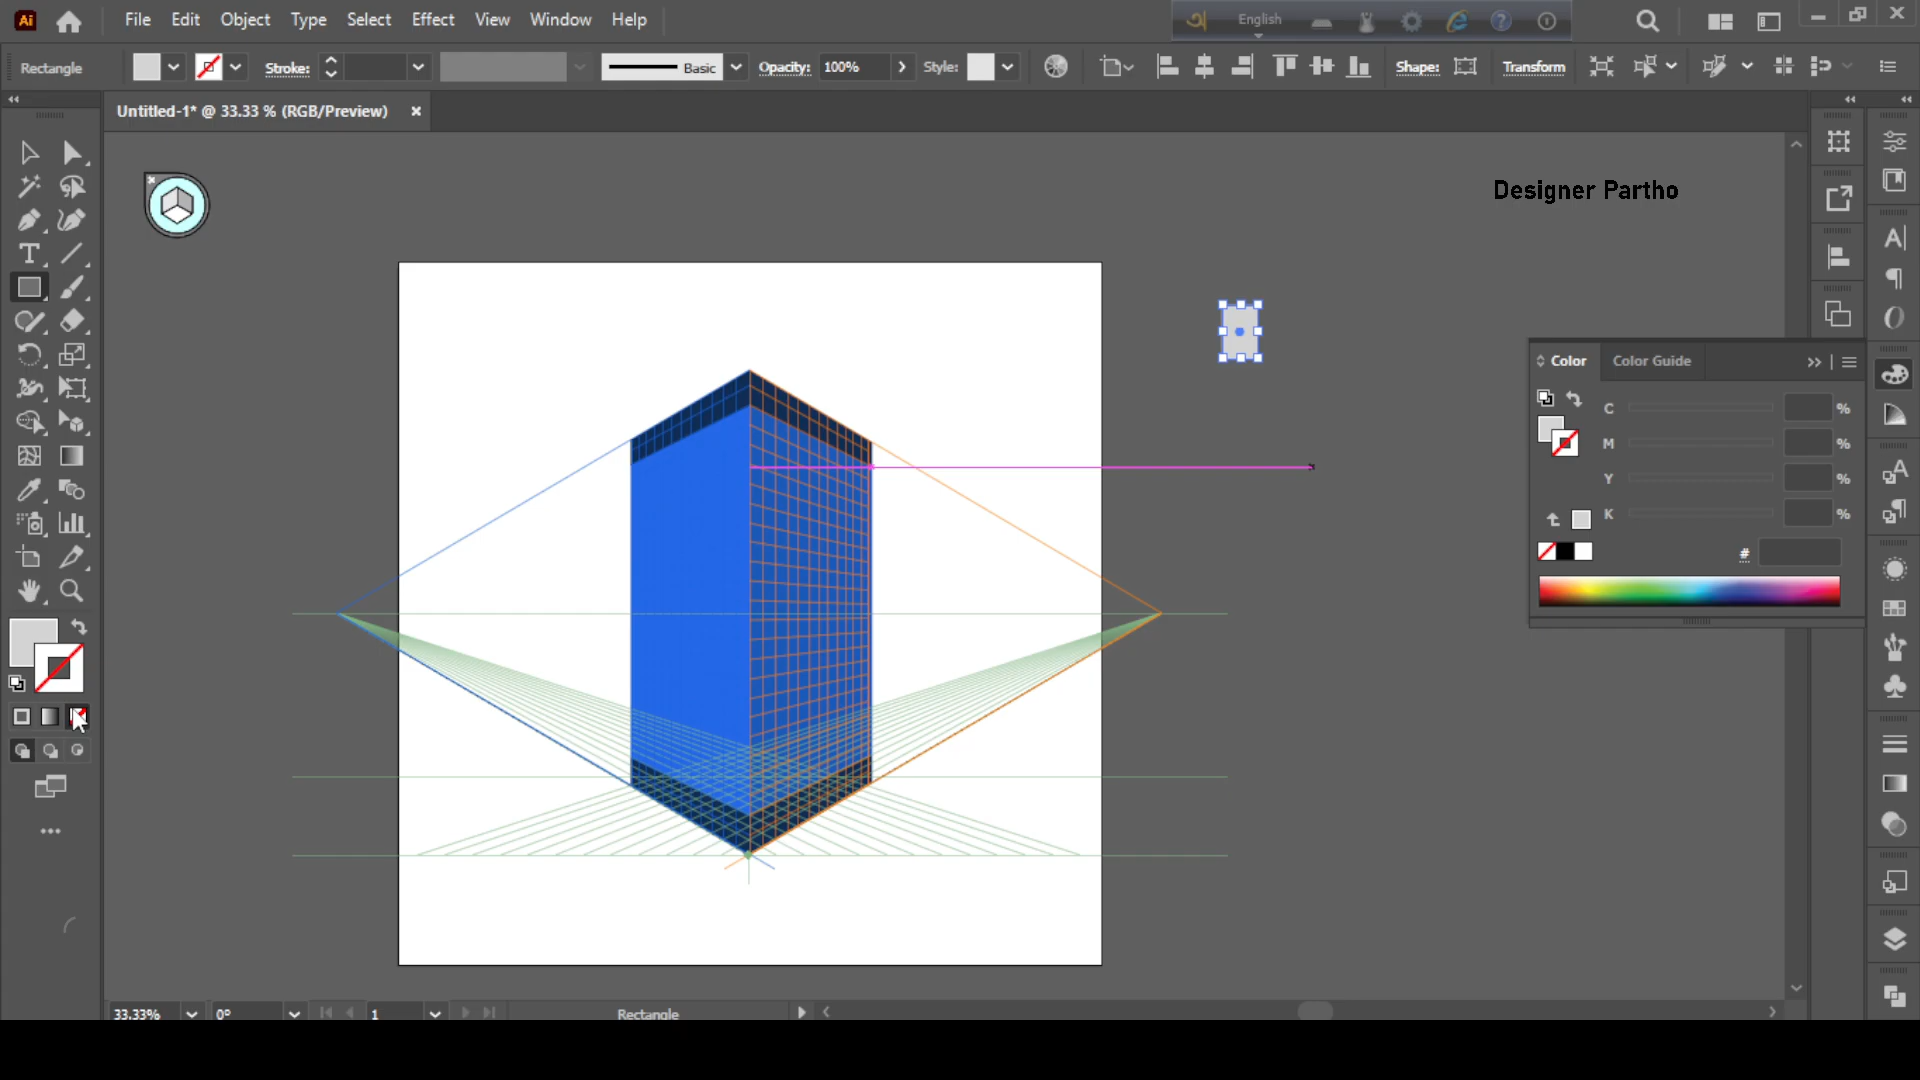 Ai File Edit Object Type Select Effect View Window Help English
Rectangle Stroke: Basic Opacity: 100% Style: Shape: Transform
Untitled-1* @ 33.33 % (RGB/Preview)
Designer Partho
Color Color Guide
C %
M %
Y %
K %
#
33.33% 0° 1 Rectangle